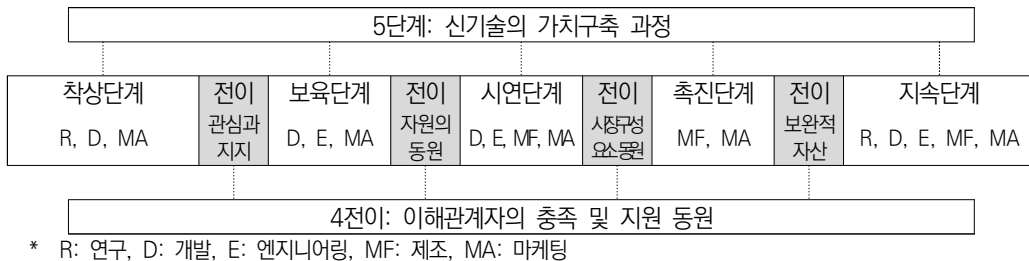 5단계: 신기술의 가치구축 과정
착상단계 전이 보육단계 전이 시연단계 전이 촉진단계 전이 지속단계
R, D, MA 관심과 지지 D, E, MA 자원의 동원 D, E, MF, MA 시장구성 요소동원 MF, MA 보완적 자산 R, D, E, MF, MA
4전이: 이해관계자의 충족 및 지원 동원
* R: 연구, D: 개발, E: 엔지니어링, MF: 제조, MA: 마케팅